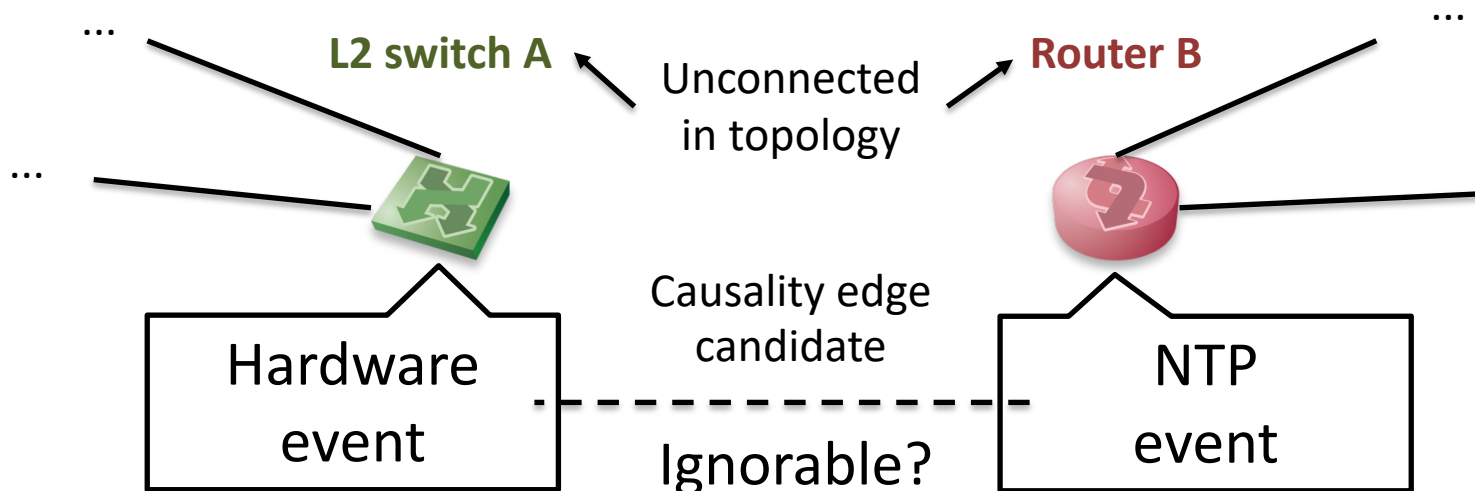 ...
...
L2 switch A
Router B
Unconnected
in topology
...
Causality edge
candidate
Hardware
event
NTP
event
Ignorable?